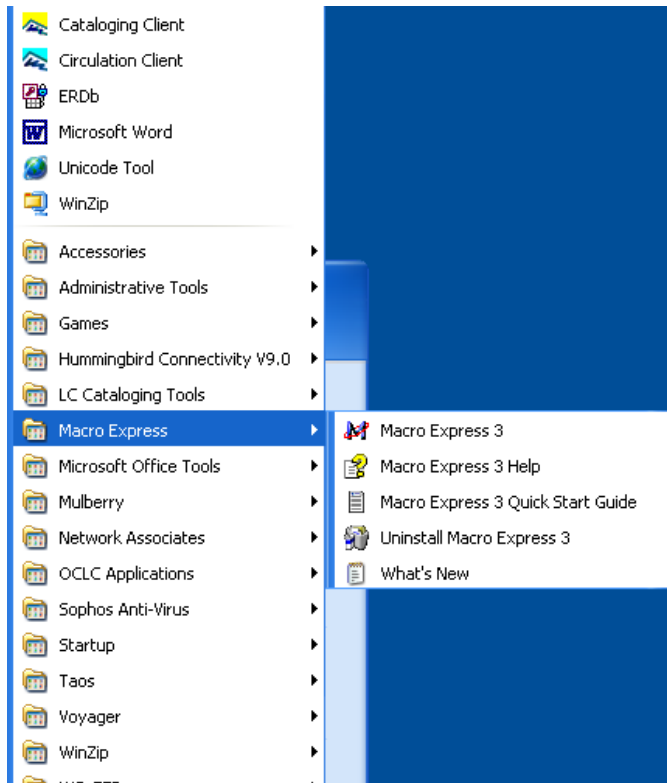 Cataloging Client
Circulation Client
ERDb
Microsoft Word
Unicode Tool
WinZip
Accessories
Administrative Tools
Games
Hummingbird Connectivity V9.0
LC Cataloging Tools
Macro Express
Microsoft Office Tools
Mulberry
Network Associates
OCLC Applications
Sophos Anti-Virus
Startup
Taos
Voyager
WinZip
Macro Express 3
Macro Express 3 Help
Macro Express 3 Quick Start Guide
Uninstall Macro Express 3
What's New